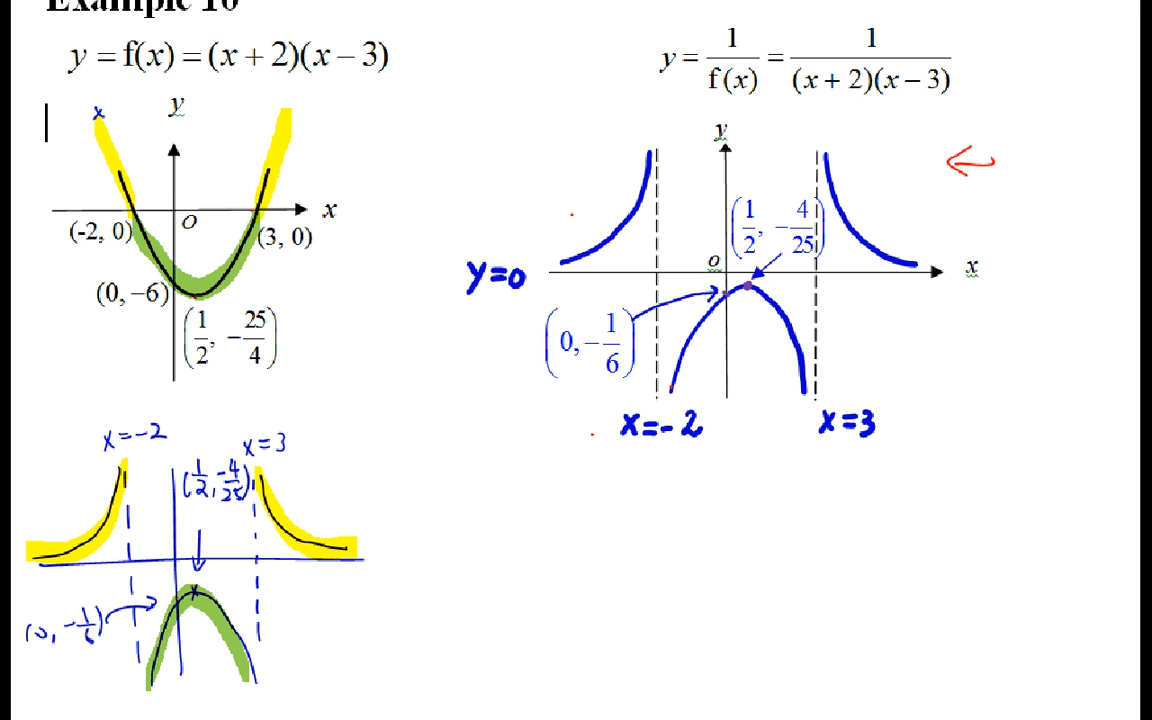 Example 10
y = f(x) = (x + 2)(x − 3)
x
y
x
O
(-2, 0)
(3, 0)
(0, −6)
(1/2, −25/4)
y = 1/f(x) = 1/((x + 2)(x − 3))
y
(1/2, −4/25)
o
x
y=0
(0, −1/6)
x=-2
x=3
x=-2
x=3
(1/2, -4/25)
x
(0, -1/6)